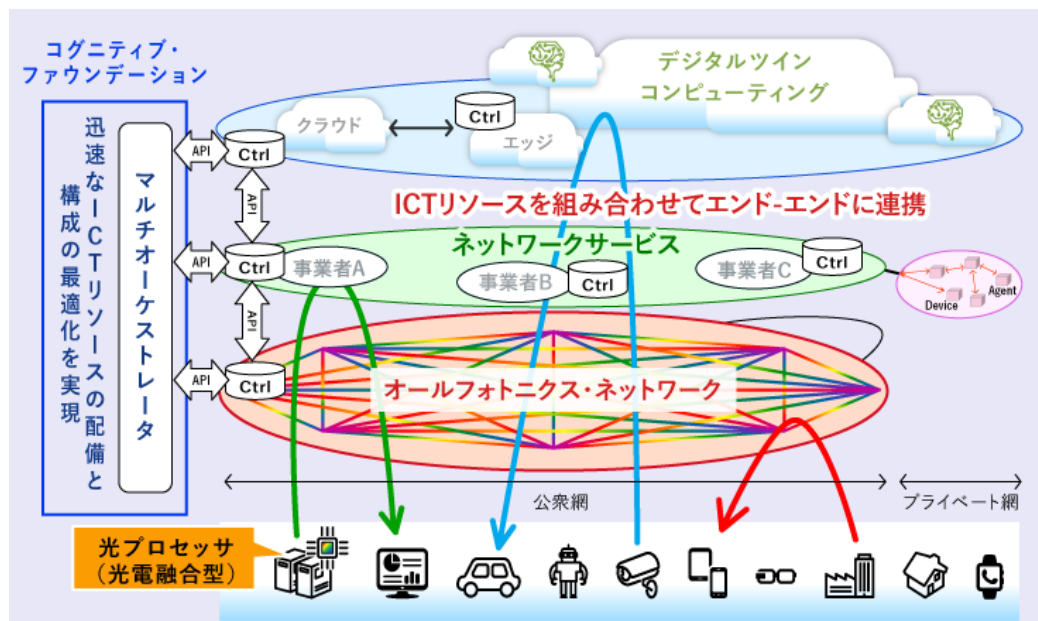 コグニティブ・
ファウンデーション
迅速なICTリソースの配備と
構成の最適化を実現
マルチオーケストレータ
API
Ctrl
クラウド
Ctrl
エッジ
デジタルツイン
コンピューティング
API
ICTリソースを組み合わせてエンド-エンドに連携
ネットワークサービス
API
Ctrl
事業者A
事業者B
Ctrl
事業者C
Ctrl
Device
Agent
API
API
Ctrl
オールフォトニクス・ネットワーク
公衆網
プライベート網
光プロセッサ
（光電融合型）